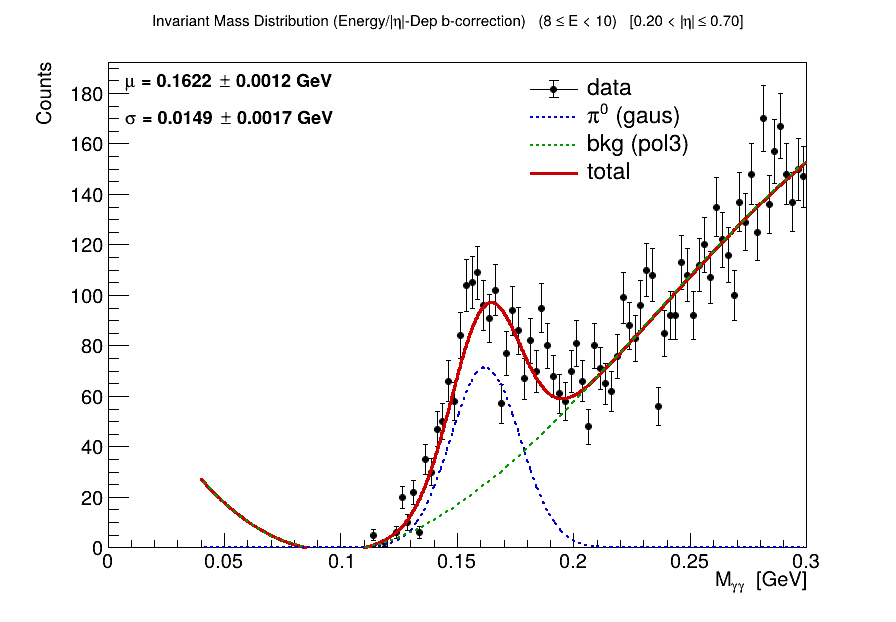 Invariant Mass Distribution (Energy/|η|-Dep b-correction) (8 ≤ E < 10) [0.20 < |η| ≤ 0.70]
μ = 0.1622 ± 0.0012 GeV
σ = 0.0149 ± 0.0017 GeV
data
π⁰ (gaus)
bkg (pol3)
total
Counts
180
160
140
120
100
80
60
40
20
0
0 0.05 0.1 0.15 0.2 0.25 0.3
M_γγ [GeV]